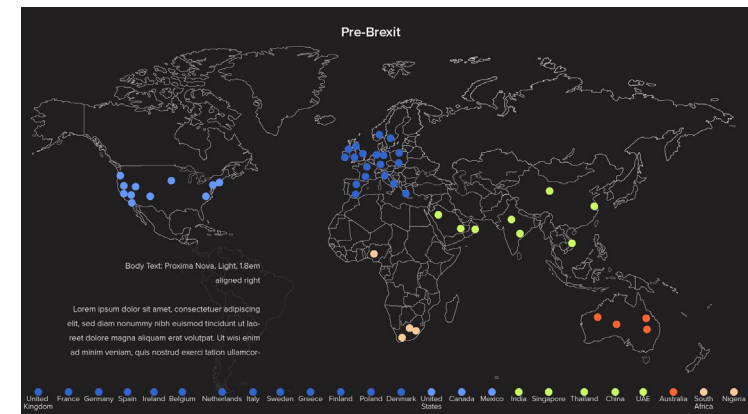 Pre-Brexit
Body Text: Proxima Nova, Light, 1.8em
aligned right
Lorem ipsum dolor sit amet, consectetuer adipiscing
elit, sed diam nonummy nibh euismod tincidunt ut lao-
reet dolore magna aliquam erat volutpat. Ut wisi enim
ad minim veniam, quis nostrud exerci tation ullamcor-
United Kingdom
France
Germany
Spain
Ireland
Belgium
Netherlands
Italy
Sweden
Greece
Finland
Poland
Denmark
United States
Canada
Mexico
India
Singapore
Thailand
China
UAE
Australia
South Africa
Nigeria